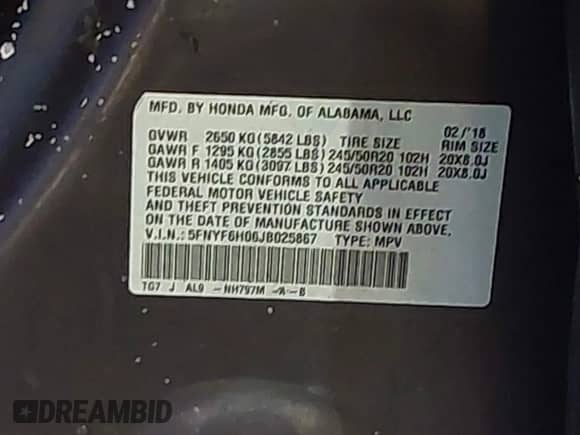 MFD. BY HONDA MFG. OF ALABAMA, LLC 02/'18
GVWR 2650 KG (5842 LBS) TIRE SIZE RIM SIZE
GAWR F 1295 KG (2855 LBS) 245/50R20 102H 20X8.0J
GAWR R 1405 KG (3097 LBS) 245/50R20 102H 20X8.0J
THIS VEHICLE CONFORMS TO ALL APPLICABLE
FEDERAL MOTOR VEHICLE SAFETY
AND THEFT PREVENTION STANDARDS IN EFFECT
ON THE DATE OF MANUFACTURE SHOWN ABOVE.
V.I.N.: 5FNYF6H06JB025867 TYPE: MPV
TG7 J AL9 -NH797M -A-B
DREAMBID